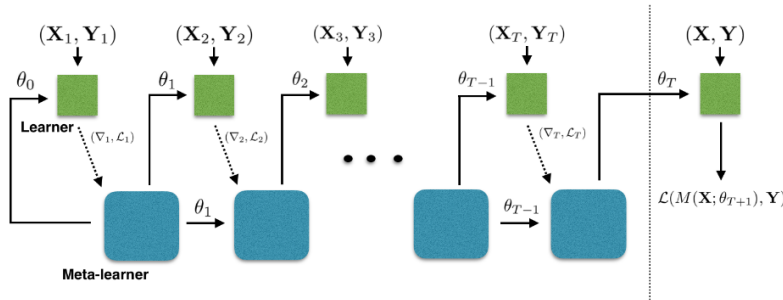 (X₁, Y₁) (X₂, Y₂) (X₃, Y₃) (X_T, Y_T) (X, Y)
θ₀ θ₁ θ₂ θ_{T−1} θ_T
Learner
(∇₁, ℒ₁) (∇₂, ℒ₂) (∇_T, ℒ_T)
• • •
θ₁ θ_{T−1}
ℒ(M(X; θ_{T+1}), Y)
Meta-learner